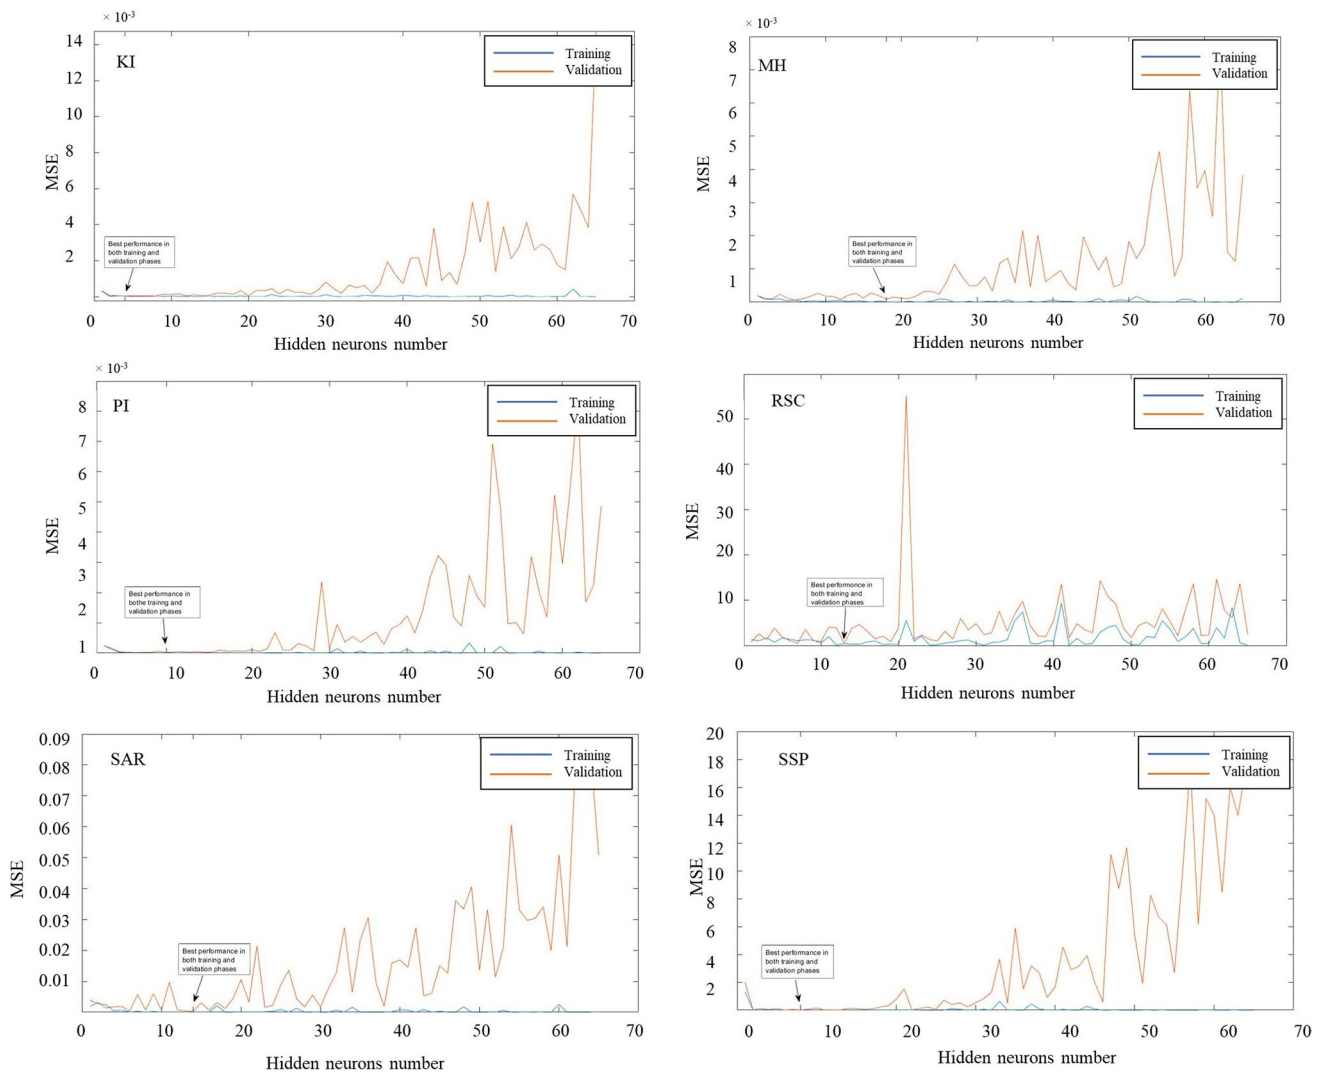 × 10⁻³
14
12
10
8
6
4
2
MSE
KI
Training
Validation
Best performance in
both training and
validation phases
0
10
20
30
40
50
60
70
Hidden neurons number
× 10⁻³
8
7
6
5
4
3
2
1
MSE
MH
Training
Validation
Best performance in
both training and
validation phases
0
10
20
30
40
50
60
70
Hidden neurons number
× 10⁻³
8
7
6
5
4
3
2
1
MSE
PI
Training
Validation
Best performance in
bothe trainng and
validation phases
0
10
20
30
40
50
60
70
Hidden neurons number
50
40
30
20
10
MSE
RSC
Training
Validation
Best performonce in
both training and
validation phases
0
10
20
30
40
50
60
70
Hidden neurons number
0.09
0.08
0.07
0.06
0.05
0.04
0.03
0.02
0.01
MSE
SAR
Training
Validation
Best performance in
both training and
validation phases
0
10
20
30
40
50
60
70
Hidden neurons number
20
18
16
14
12
10
8
6
4
2
MSE
SSP
Training
Validation
Best performance in
both training and
validation phases
0
10
20
30
40
50
60
70
Hidden neurons number